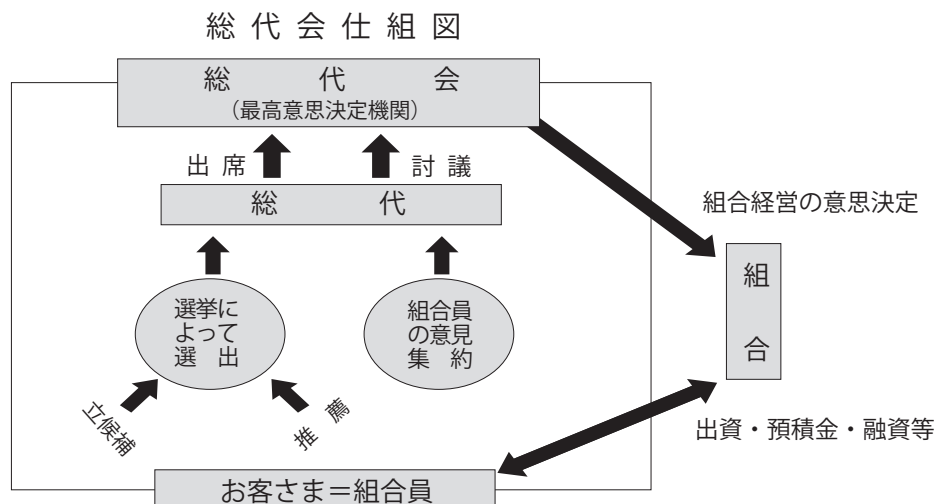 総代会仕組図
総代会
（最高意思決定機関）
出席
討議
総代
組合経営の意思決定
選挙に
よって
選出
組合員
の意見
集約
組合
立候補
推薦
出資・預積金・融資等
お客さま＝組合員